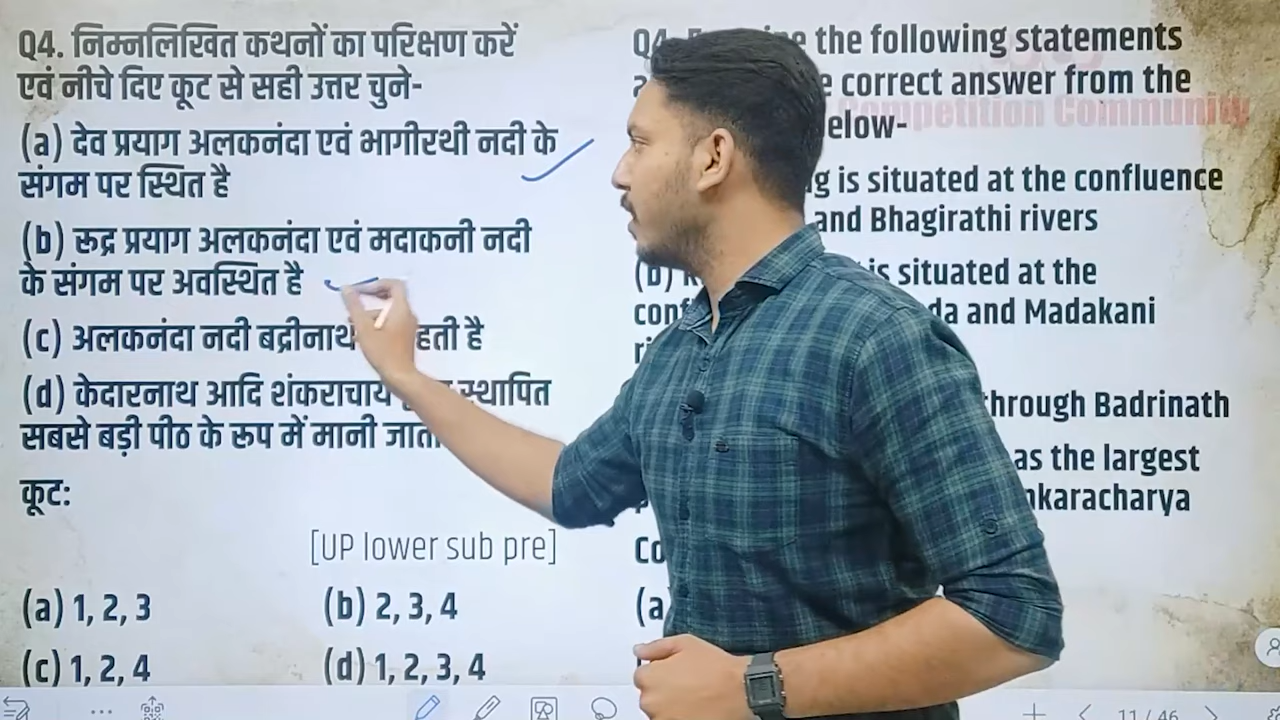 Q4. निम्नलिखित कथनों का परिक्षण करें
एवं नीचे दिए कूट से सही उत्तर चुने-
(a) देव प्रयाग अलकनंदा एवं भागीरथी नदी के
संगम पर स्थित है
(b) रूद्र प्रयाग अलकनंदा एवं मदाकनी नदी
के संगम पर अवस्थित है
(c) अलकनंदा नदी बद्रीनाथ
(d) केदारनाथ आदि शंकराचार्य स्थापित
सबसे बड़ी पीठ के रूप में मानी
कूट:
[UP lower sub pre]
(a) 1, 2, 3
(b) 2, 3, 4
(c) 1, 2, 4
(d) 1, 2, 3, 4
the following statements
correct answer from the
Competition Community
is situated at the confluence
and Bhagirathi rivers
(b) is situated at the
and Madakani
through Badrinath
as the largest
(a)
11 / 46